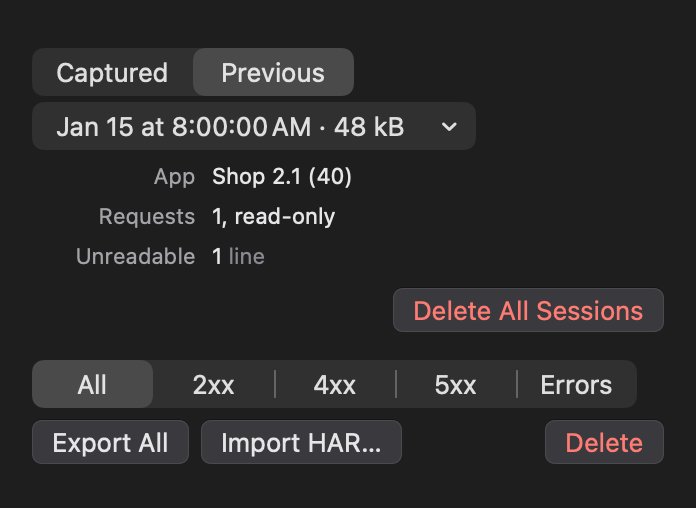 Captured Previous
Jan 15 at 8:00:00 AM · 48 kB
App Shop 2.1 (40)
Requests 1, read-only
Unreadable 1 line
Delete All Sessions
All 2xx 4xx 5xx Errors
Export All Import HAR... Delete